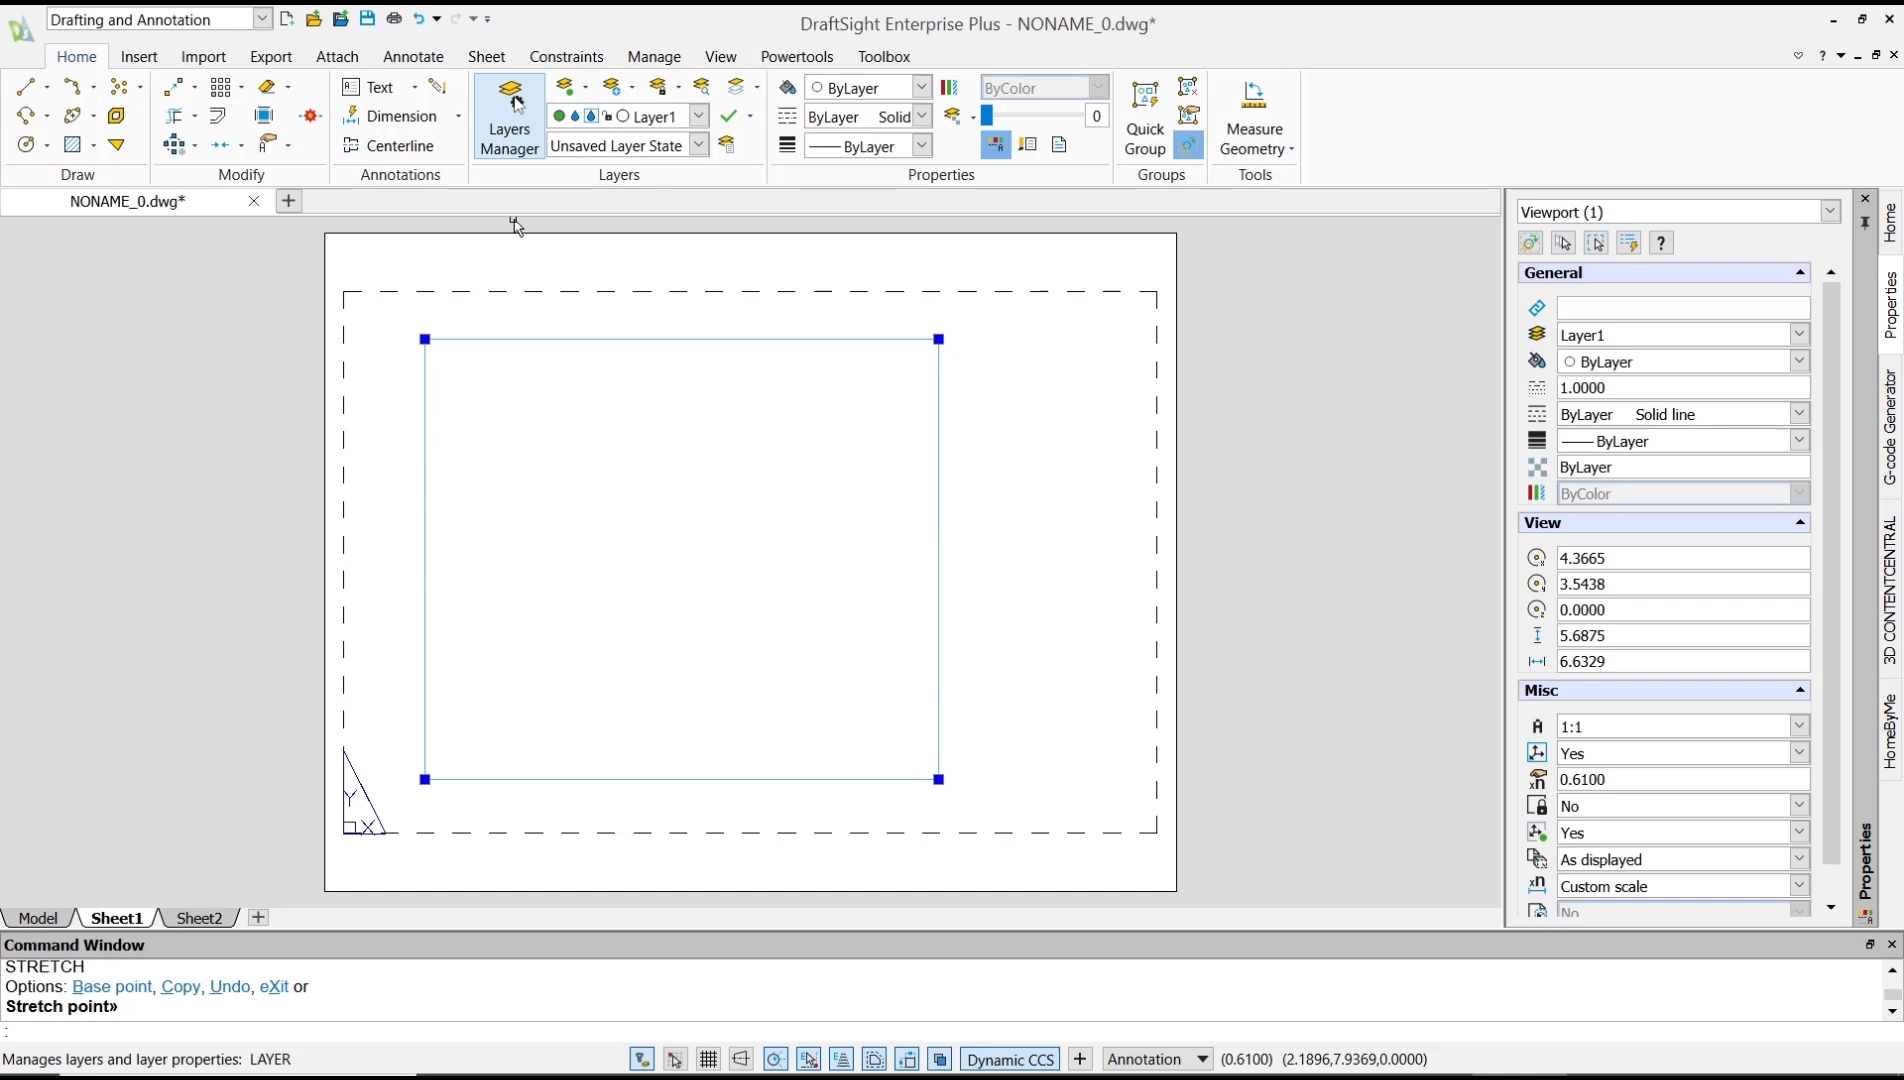 Drafting and Annotation
DraftSight Enterprise Plus - NONAME_0.dwg*
Home Insert Import Export Attach Annotate Sheet Constraints Manage View Powertools Toolbox
Text
Dimension
Centerline
Layers
Manager
Layer1
Unsaved Layer State
ByLayer
ByLayer Solid
ByLayer
ByColor
0
Quick
Group
Measure
Geometry
Draw Modify Annotations Layers Properties Groups Tools
NONAME_0.dwg*
Viewport (1)
General
Layer1
ByLayer
1.0000
ByLayer Solid line
ByLayer
ByLayer
ByColor
View
4.3665
3.5438
0.0000
5.6875
6.6329
Misc
1:1
Yes
0.6100
No
Yes
As displayed
Custom scale
No
Properties
Home
Properties
G-code Generator
3D CONTENTCENTRAL
HomeByMe
Y
X
Model Sheet1 Sheet2
Command Window
STRETCH
Options: Base point, Copy, Undo, eXit or
Stretch point»
:
Manages layers and layer properties: LAYER
Dynamic CCS
Annotation
(0.6100) (2.1896,7.9369,0.0000)